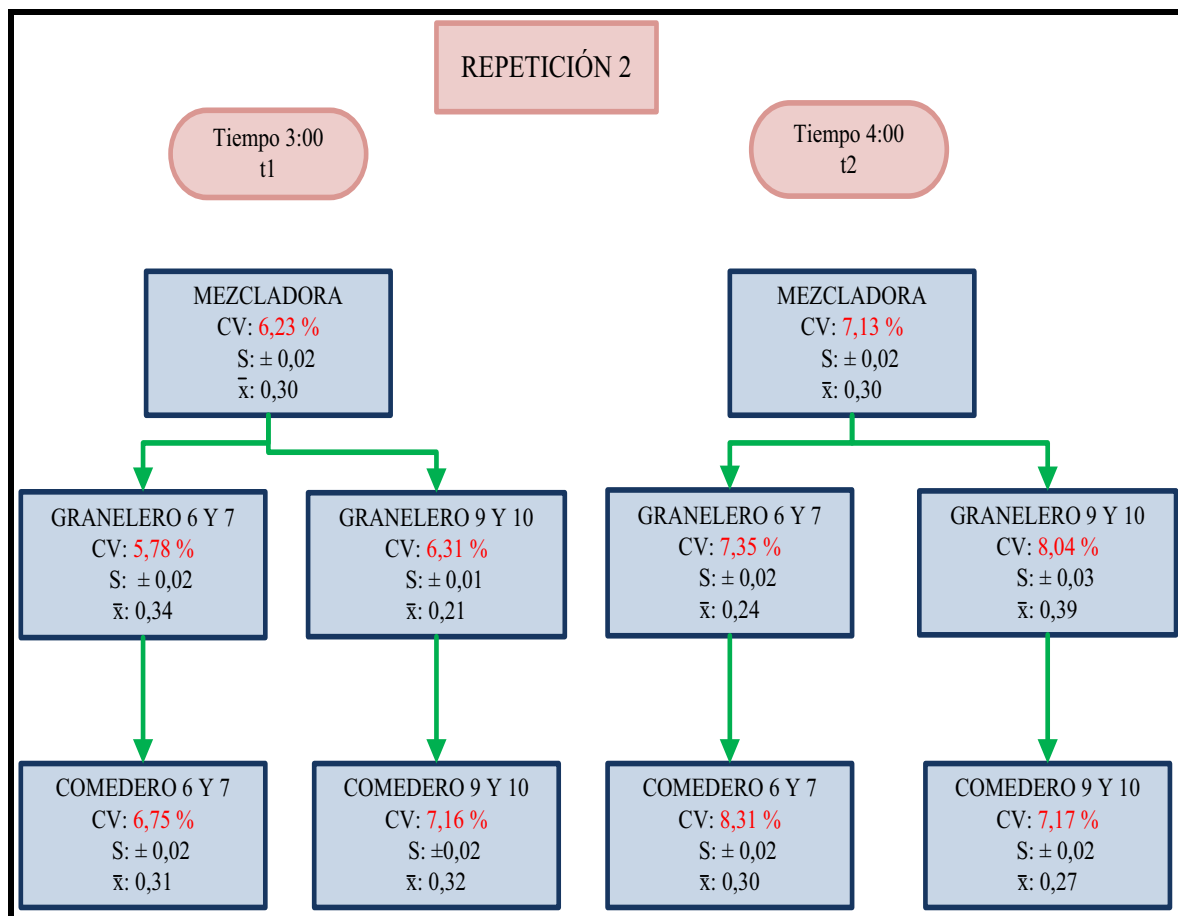 REPETICIÓN 2
Tiempo 3:00
t1
Tiempo 4:00
t2
MEZCLADORA
CV: 6,23 %
S: ± 0,02
x̅: 0,30
MEZCLADORA
CV: 7,13 %
S: ± 0,02
x̅: 0,30
GRANELERO 6 Y 7
CV: 5,78 %
S: ± 0,02
x̅: 0,34
GRANELERO 9 Y 10
CV: 6,31 %
S: ± 0,01
x̅: 0,21
GRANELERO 6 Y 7
CV: 7,35 %
S: ± 0,02
x̅: 0,24
GRANELERO 9 Y 10
CV: 8,04 %
S: ± 0,03
x̅: 0,39
COMEDERO 6 Y 7
CV: 6,75 %
S: ± 0,02
x̅: 0,31
COMEDERO 9 Y 10
CV: 7,16 %
S: ±0,02
x̅: 0,32
COMEDERO 6 Y 7
CV: 8,31 %
S: ± 0,02
x̅: 0,30
COMEDERO 9 Y 10
CV: 7,17 %
S: ± 0,02
x̅: 0,27